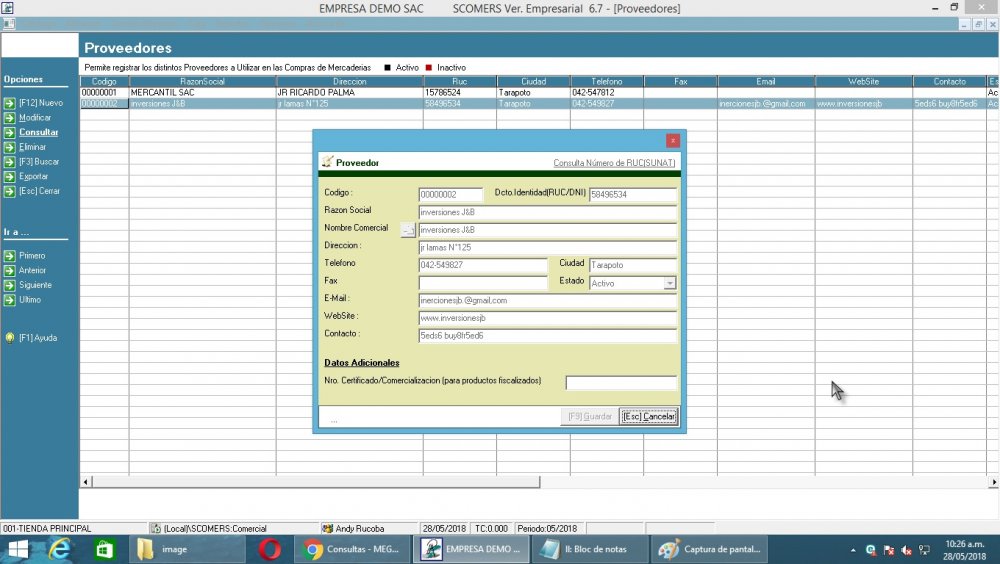 EMPRESA DEMO SAC SCOMERS Ver. Empresarial 6.7 - [Proveedores]
Proveedores
Permite registrar los distintos Proveedores a Utilizar en las Compras de Mercaderias Activo Inactivo
Opciones
[F12] Nuevo
Modificar
Consultar
Eliminar
[F3] Buscar
Exportar
[Esc] Cerrar
Ir a ...
Primero
Anterior
Siguiente
Ultimo
[F1] Ayuda
Codigo RazonSocial Direccion Ruc Ciudad Telefono Fax Email WebSite Contacto Es
00000001 MERCANTIL SAC JR RICARDO PALMA 15786524 Tarapoto 042-547812 Ac
00000002 inversiones J&B jr lamas N°125 58496534 Tarapoto 042-549827 inercionesjb.@gmail.com www.inversionesjb 5eds6 buy8fr5ed6 Ac
Proveedor Consulta Número de RUC(SUNAT)
Codigo : 00000002 Dcto.Identidad(RUC/DNI) 58496534
Razon Social inversiones J&B
Nombre Comercial ... inversiones J&B
Direccion : jr lamas N°125
Telefono 042-549827 Ciudad Tarapoto
Fax Estado Activo
E-Mail : inercionesjb.@gmail.com
WebSite : www.inversionesjb
Contacto : 5eds6 buy8fr5ed6
Datos Adicionales
Nro. Certificado/Comercializacion (para productos fiscalizados)
... [F9] Guardar [Esc] Cancelar
001-TIENDA PRINCIPAL (Local)\SCOMERS:Comercial Andy Rucoba 28/05/2018 TC:0.000 Periodo:05/2018
image Consultas - MEG... EMPRESA DEMO ... II: Bloc de notas Captura de pantal... 10:26 a.m.
28/05/2018